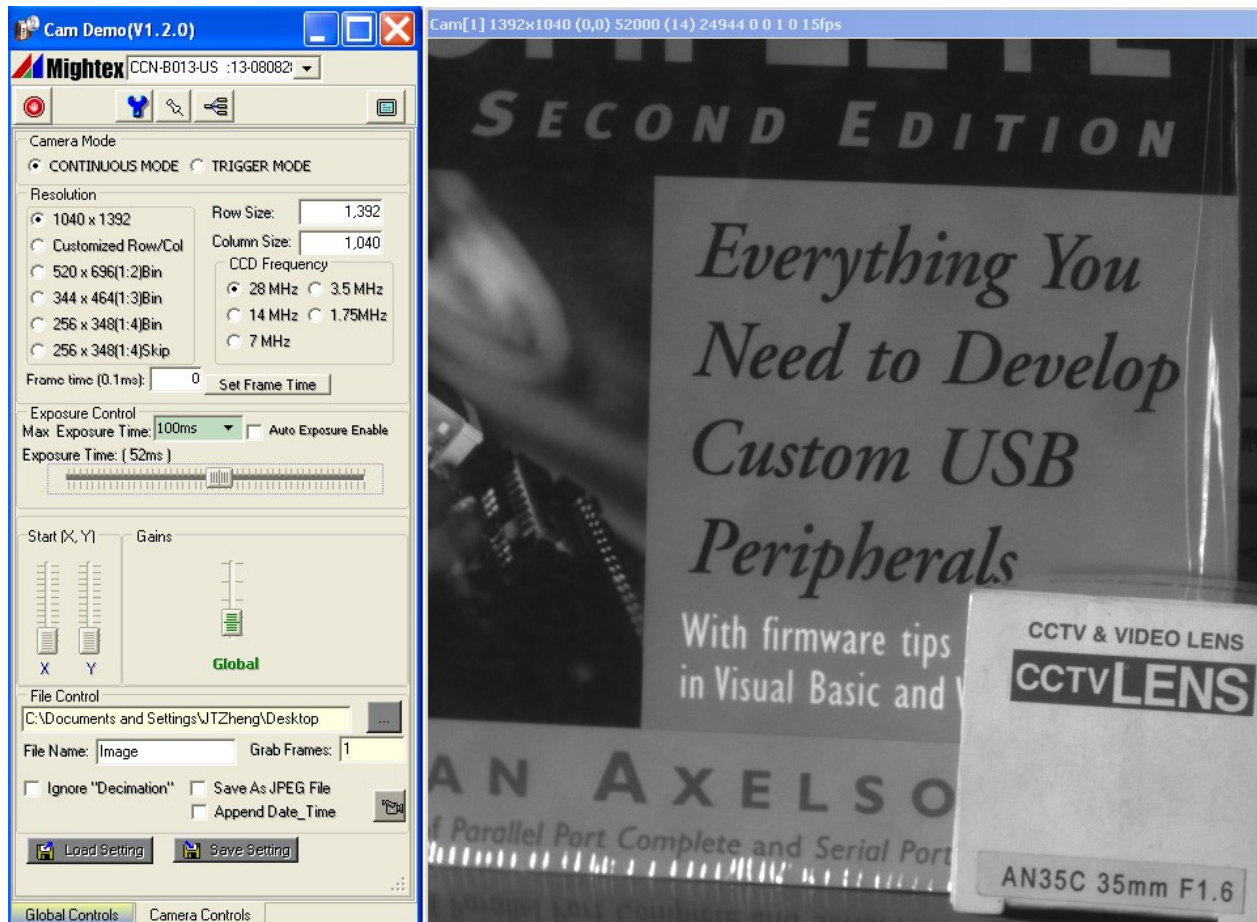 Cam Demo(V1.2.0)
Mightex CCN-B013-US :13-08082
Camera Mode
CONTINUOUS MODE TRIGGER MODE
Resolution
1040 x 1392
Customized Row/Col
520 x 696(1:2)Bin
344 x 464(1:3)Bin
256 x 348(1:4)Bin
256 x 348(1:4)Skip
Row Size: 1,392
Column Size: 1,040
CCD Frequency
28 MHz 3.5 MHz
14 MHz 1.75MHz
7 MHz
Frame time (0.1ms): 0 Set Frame Time
Exposure Control
Max Exposure Time: 100ms Auto Exposure Enable
Exposure Time: ( 52ms )
Start (X, Y) Gains
X Y Global
File Control
C:\Documents and Settings\JTZheng\Desktop ...
File Name: Image Grab Frames: 1
Ignore "Decimation" Save As JPEG File
Append Date_Time
Load Setting Save Setting
Global Controls Camera Controls
Cam[1] 1392x1040 (0,0) 52000 (14) 24944 0 0 1 0 15fps
SECOND EDITION
Everything You
Need to Develop
Custom USB
Peripherals
With firmware tips
in Visual Basic and
AN AXELSO
of Parallel Port Complete and Serial Port
CCTV & VIDEO LENS
CCTV LENS
AN35C 35mm F1.6